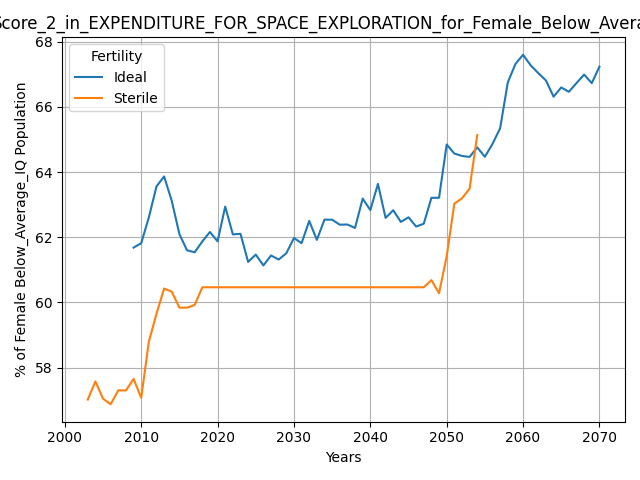 Score_2_in_EXPENDITURE_FOR_SPACE_EXPLORATION_for_Female_Below_Avera
Fertility
Ideal
Sterile
68
66
64
62
60
58
% of Female Below_Average_IQ Population
2000 2010 2020 2030 2040 2050 2060 2070
Years